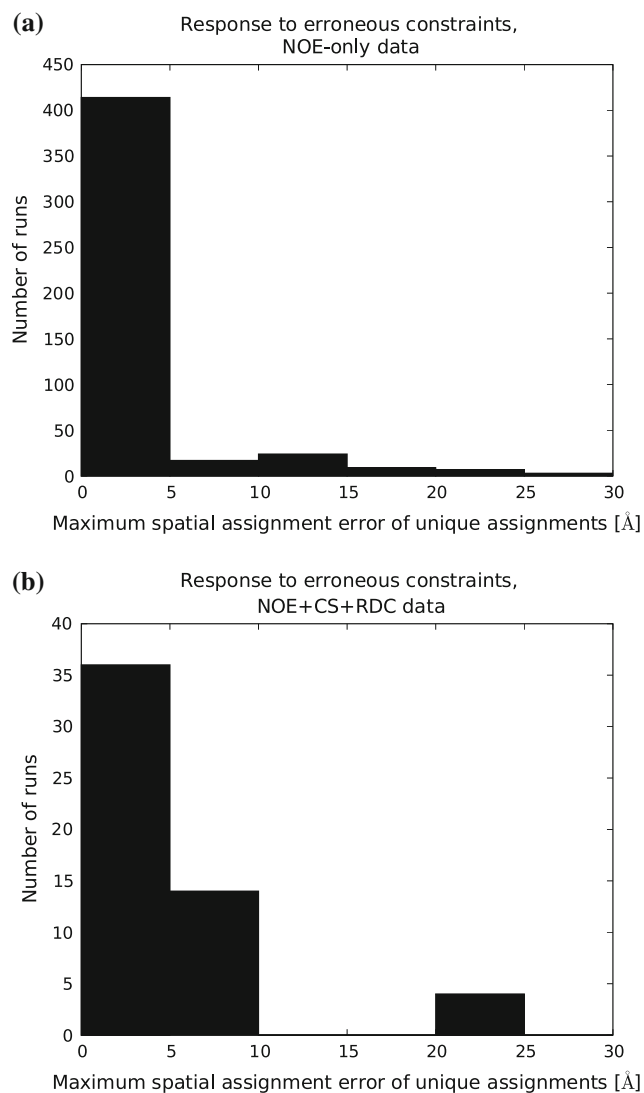 (a)
Response to erroneous constraints,
NOE-only data
450
400
350
300
250
200
150
100
50
0
Number of runs
0 5 10 15 20 25 30
Maximum spatial assignment error of unique assignments [Å]
(b)
Response to erroneous constraints,
NOE+CS+RDC data
40
35
30
25
20
15
10
5
0
Number of runs
0 5 10 15 20 25 30
Maximum spatial assignment error of unique assignments [Å]